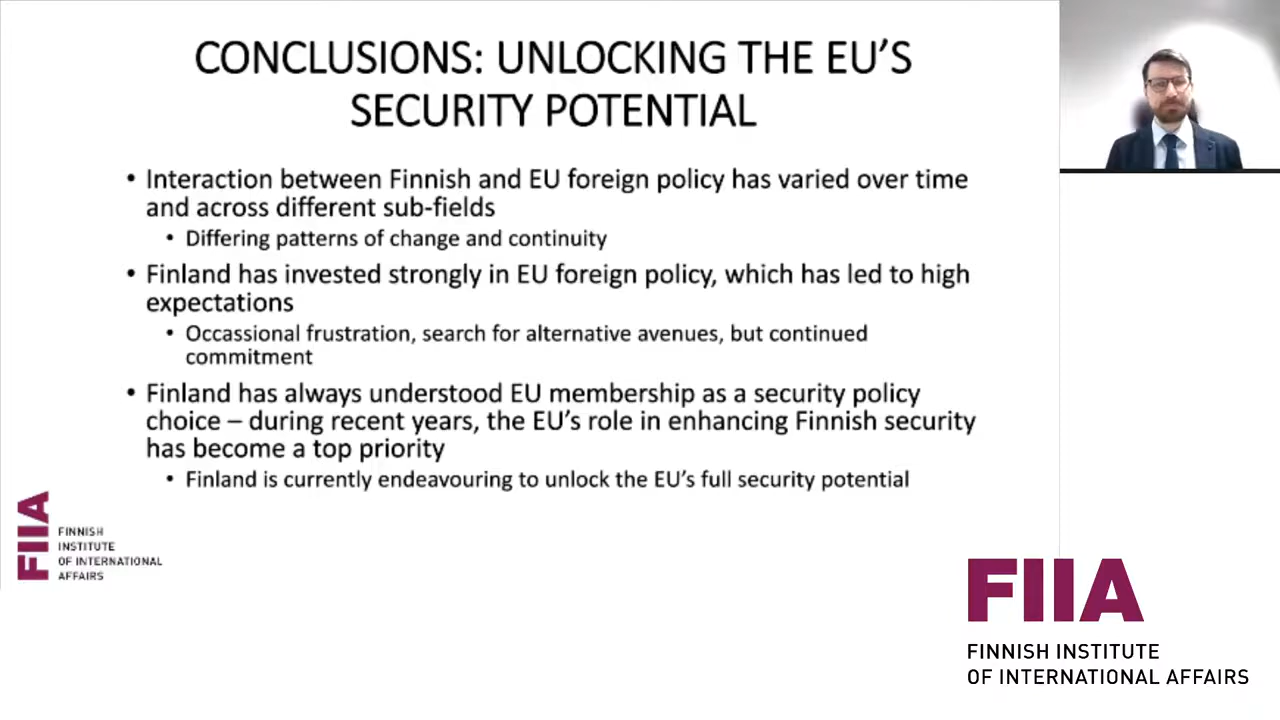 CONCLUSIONS: UNLOCKING THE EU'S
SECURITY POTENTIAL
• Interaction between Finnish and EU foreign policy has varied over time
and across different sub-fields
• Differing patterns of change and continuity
• Finland has invested strongly in EU foreign policy, which has led to high
expectations
• Occassional frustration, search for alternative avenues, but continued
commitment
• Finland has always understood EU membership as a security policy
choice – during recent years, the EU's role in enhancing Finnish security
has become a top priority
• Finland is currently endeavouring to unlock the EU's full security potential
FIIA
FINNISH
INSTITUTE
OF INTERNATIONAL
AFFAIRS
FIIA
FINNISH INSTITUTE
OF INTERNATIONAL AFFAIRS